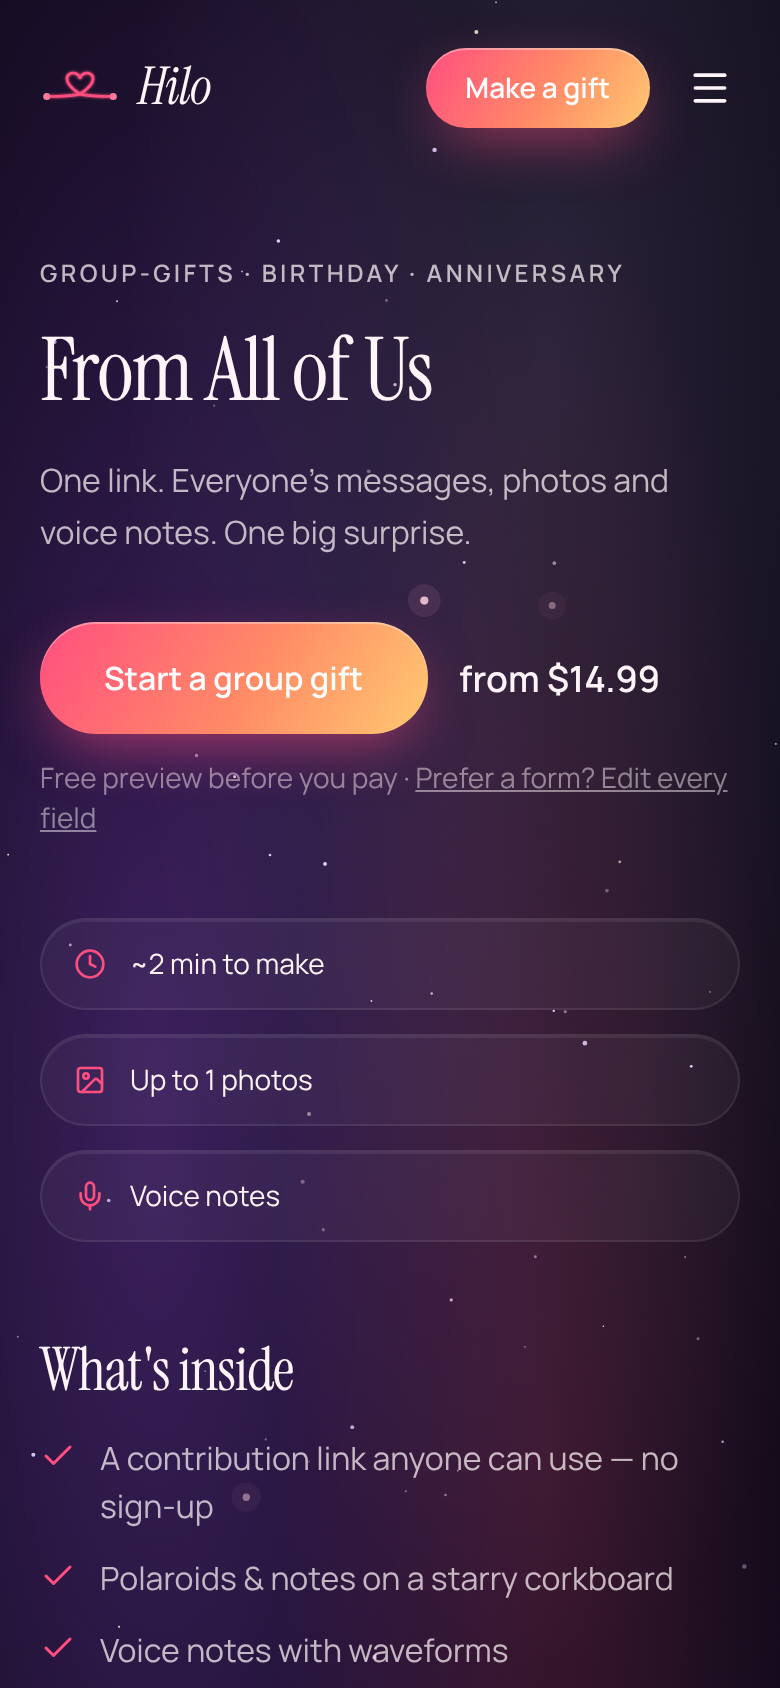 Hilo
Make a gift
GROUP-GIFTS · BIRTHDAY · ANNIVERSARY
From All of Us
One link. Everyone’s messages, photos and
voice notes. One big surprise.
Start a group gift
from $14.99
Free preview before you pay · Prefer a form? Edit every
field
~2 min to make
Up to 1 photos
Voice notes
What's inside
A contribution link anyone can use — no
sign-up
Polaroids & notes on a starry corkboard
Voice notes with waveforms